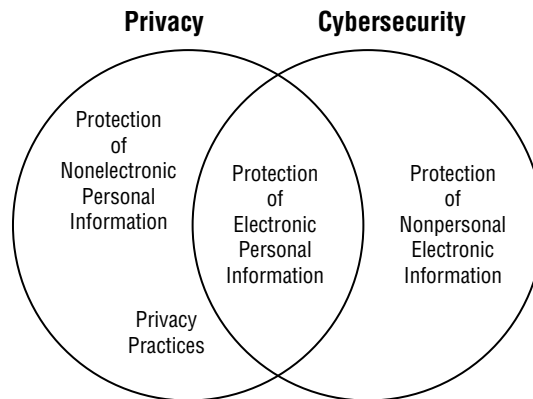 Privacy
Cybersecurity
Protection
of
Nonelectronic
Personal
Information
Privacy
Practices
Protection
of
Electronic
Personal
Information
Protection
of
Nonpersonal
Electronic
Information